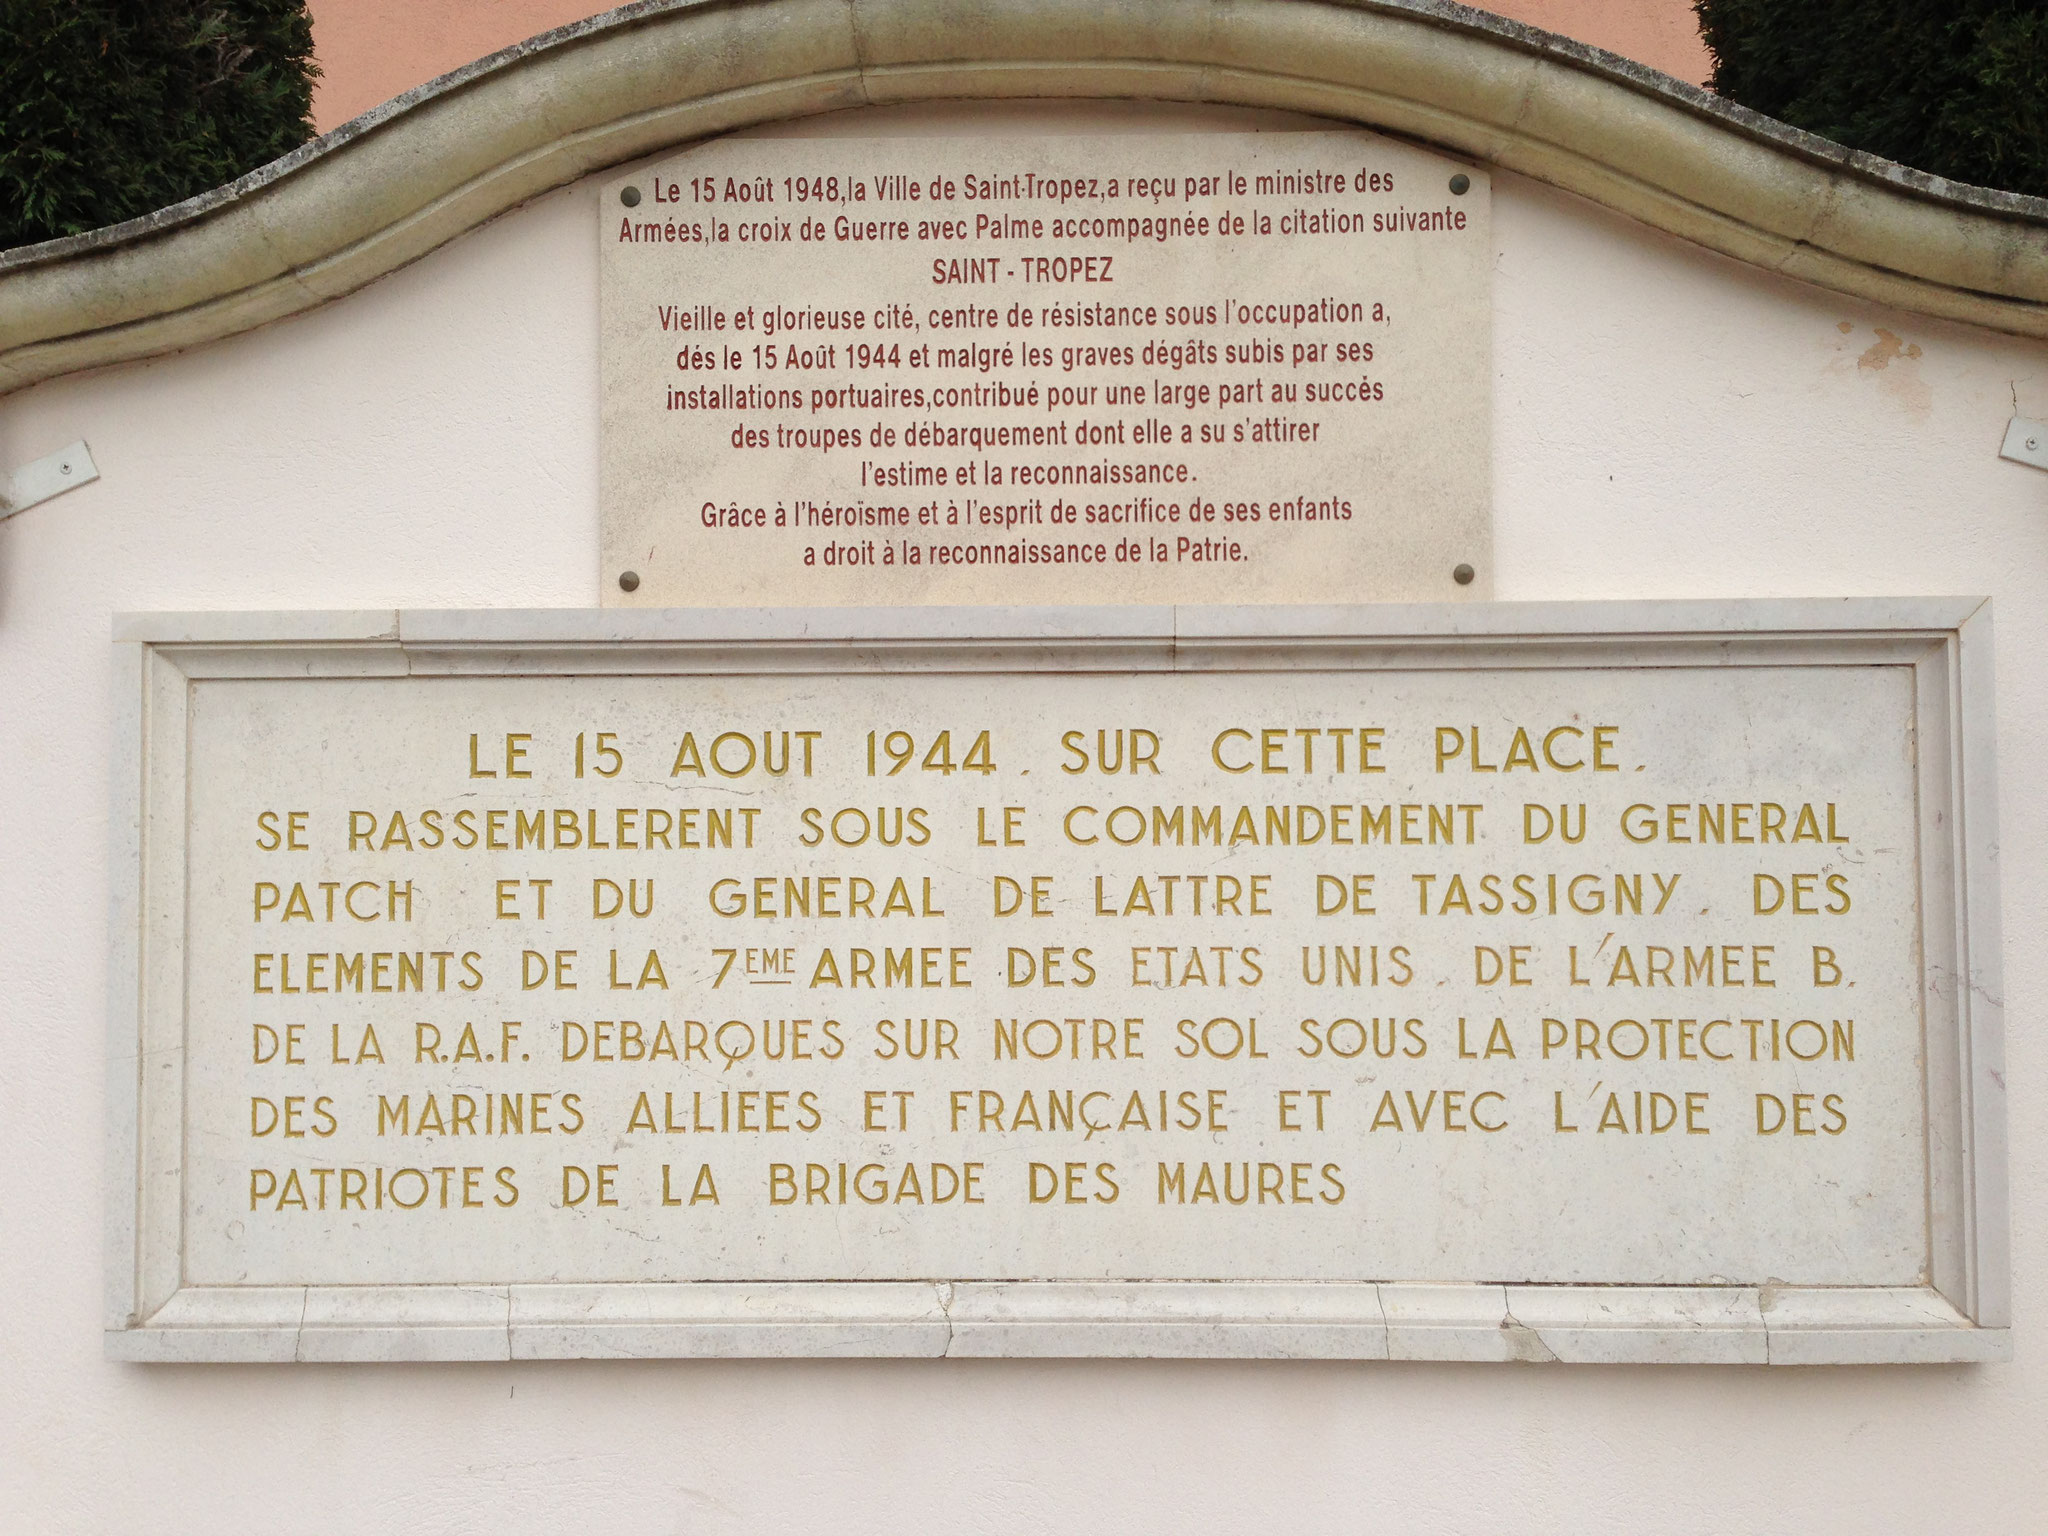 Le 15 Août 1948,la Ville de Saint-Tropez,a reçu par le ministre des
Armées,la croix de Guerre avec Palme accompagnée de la citation suivante
SAINT - TROPEZ
Vieille et glorieuse cité, centre de résistance sous l'occupation a,
dés le 15 Août 1944 et malgré les graves dégâts subis par ses
installations portuaires,contribué pour une large part au succés
des troupes de débarquement dont elle a su s'attirer
l'estime et la reconnaissance.
Grâce à l'héroïsme et à l'esprit de sacrifice de ses enfants
a droit à la reconnaissance de la Patrie.
LE 15 AOUT 1944 . SUR CETTE PLACE .
SE RASSEMBLERENT SOUS LE COMMANDEMENT DU GENERAL
PATCH ET DU GENERAL DE LATTRE DE TASSIGNY . DES
ELEMENTS DE LA 7EME ARMEE DES ETATS UNIS . DE L'ARMEE B.
DE LA R.A.F. DEBARQUES SUR NOTRE SOL SOUS LA PROTECTION
DES MARINES ALLIEES ET FRANÇAISE ET AVEC L'AIDE DES
PATRIOTES DE LA BRIGADE DES MAURES